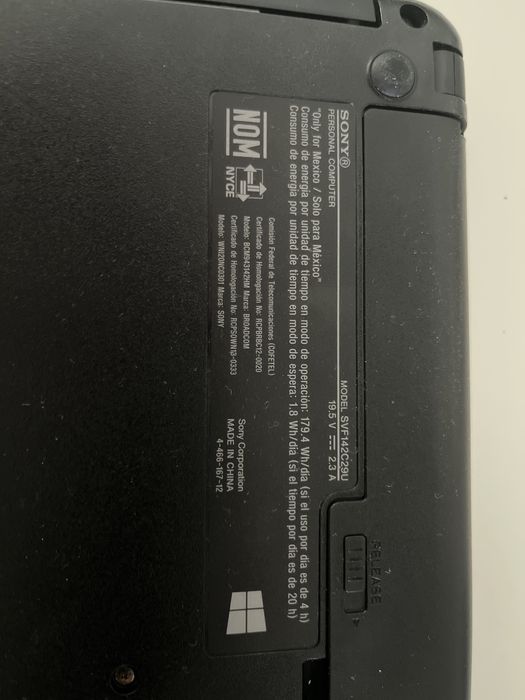 SONY®
PERSONAL COMPUTER
MODEL SVF142C29U
19.5 V ⎓ 2.3 A
"Only for Mexico / Solo para México"
Consumo de energía por unidad de tiempo en modo de operación: 179.4 Wh/día (si el uso por día es de 4 h)
Consumo de energía por unidad de tiempo en modo de espera: 1.8 Wh/día (si el tiempo por día es de 20 h)
NOM
NYCE
Comisión Federal de Telecomunicaciones (COFETEL)
Certificado de Homologación No: RCPBRBC12-0020
Modelo: BCM943142HM Marca: BROADCOM
Certificado de Homologación No: RCPSOWN13-0333
Modelo: WNI20NC0301 Marca: SONY
Sony Corporation
MADE IN CHINA
4-466-167-12
RELEASE